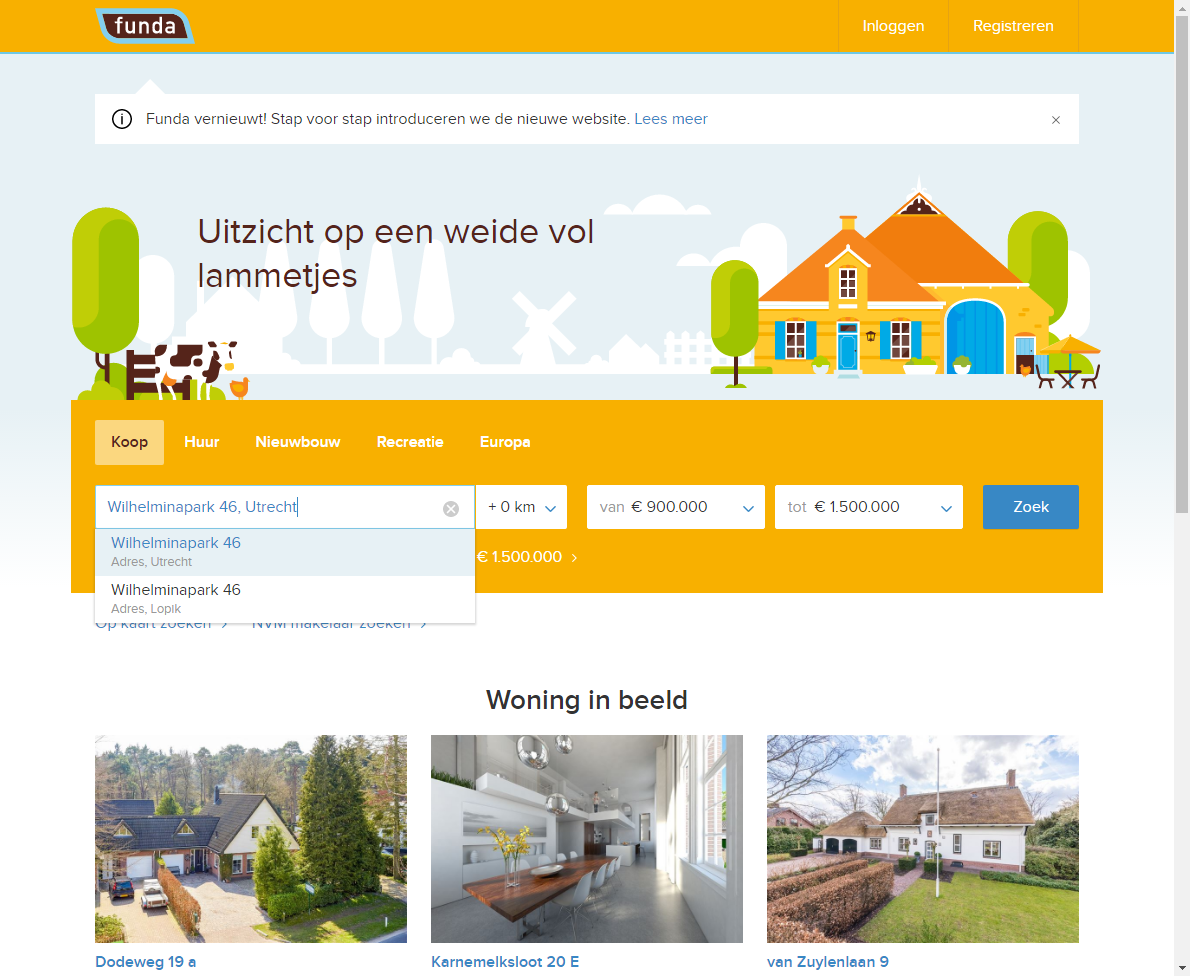 funda
Inloggen
Registreren
Funda vernieuwt! Stap voor stap introduceren we de nieuwe website. Lees meer
Uitzicht op een weide vol
lammetjes
Koop
Huur
Nieuwbouw
Recreatie
Europa
Wilhelminapark 46, Utrecht
+ 0 km
van € 900.000
tot € 1.500.000
Zoek
Wilhelminapark 46
Adres, Utrecht
Wilhelminapark 46
Adres, Lopik
€ 1.500.000
Op kaart zoeken
NVM makelaar zoeken
Woning in beeld
Dodeweg 19 a
Karnemelksloot 20 E
van Zuylenlaan 9